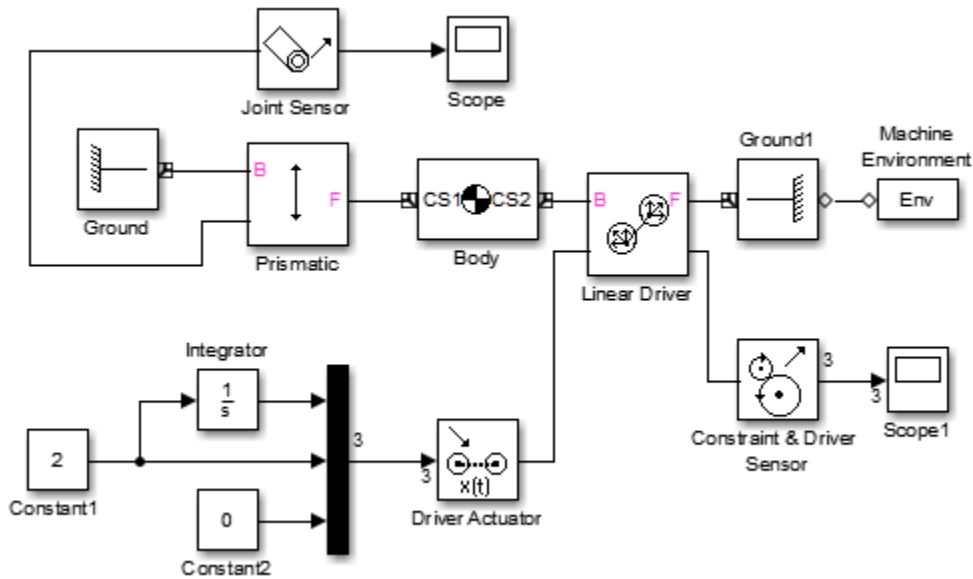 Joint Sensor
Scope
Ground
B
F
Prismatic
CS1
CS2
Body
B
F
Linear Driver
Ground1
Machine
Environment
Env
Integrator
1
s
2
Constant1
0
Constant2
3
3
x(t)
Driver Actuator
3
3
Constraint & Driver
Sensor
Scope1